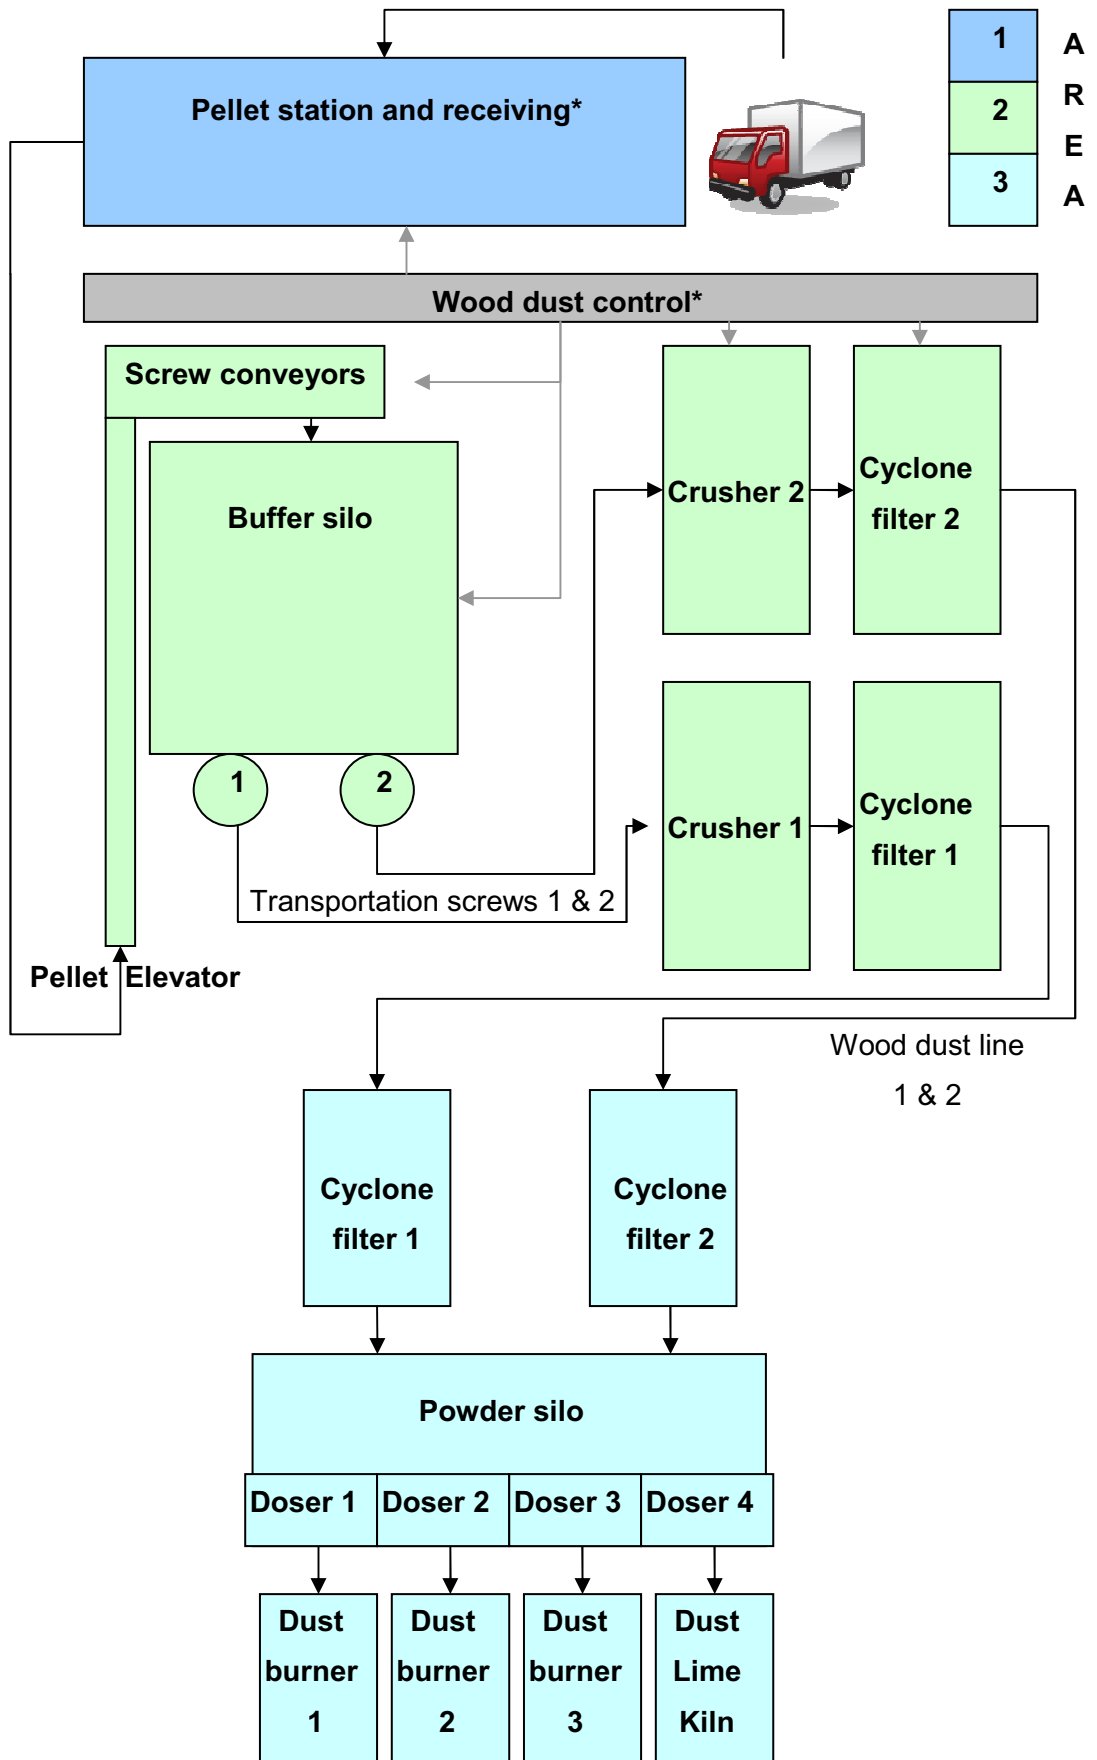 1
A
Pellet station and receiving*
2
R
E
3
A
Wood dust control*
Screw conveyors
Buffer silo
Crusher 2
Cyclone
filter 2
1
2
Crusher 1
Cyclone
filter 1
Transportation screws 1 & 2
Pellet Elevator
Wood dust line
1 & 2
Cyclone
filter 1
Cyclone
filter 2
Powder silo
Doser 1
Doser 2
Doser 3
Doser 4
Dust
burner
1
Dust
burner
2
Dust
burner
3
Dust
Lime
Kiln